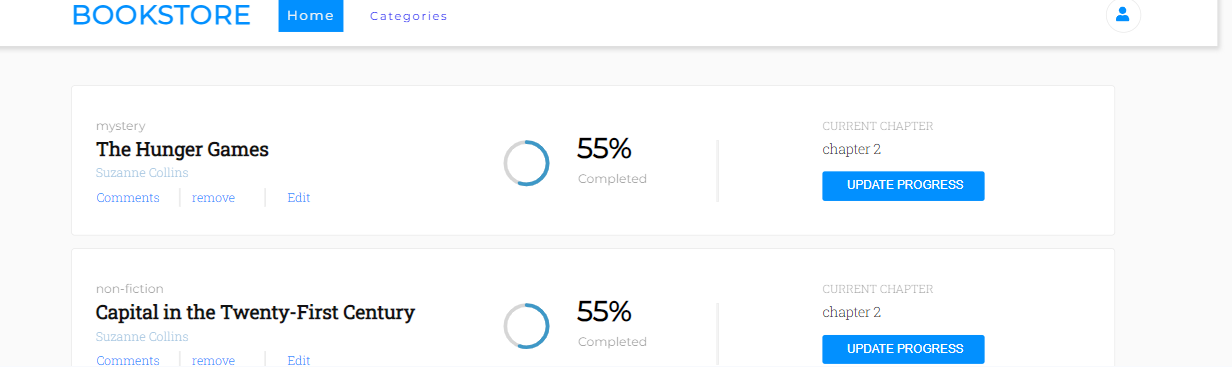 BOOKSTORE Home Categories
mystery
The Hunger Games
Suzanne Collins
Comments remove Edit
55%
Completed
CURRENT CHAPTER
chapter 2
UPDATE PROGRESS
non-fiction
Capital in the Twenty-First Century
Suzanne Collins
Comments remove Edit
55%
Completed
CURRENT CHAPTER
chapter 2
UPDATE PROGRESS